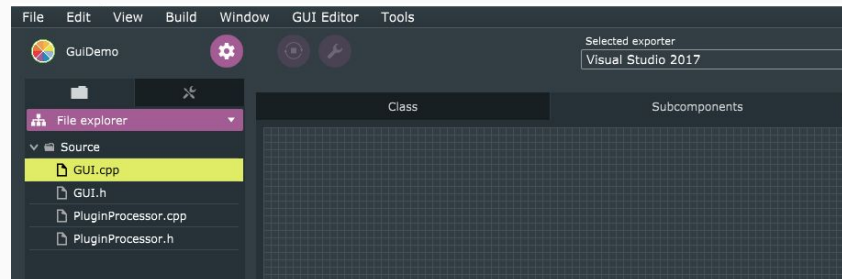 File Edit View Build Window GUI Editor Tools
GuiDemo
Selected exporter
Visual Studio 2017
File explorer
Class Subcomponents
Source
GUI.cpp
GUI.h
PluginProcessor.cpp
PluginProcessor.h